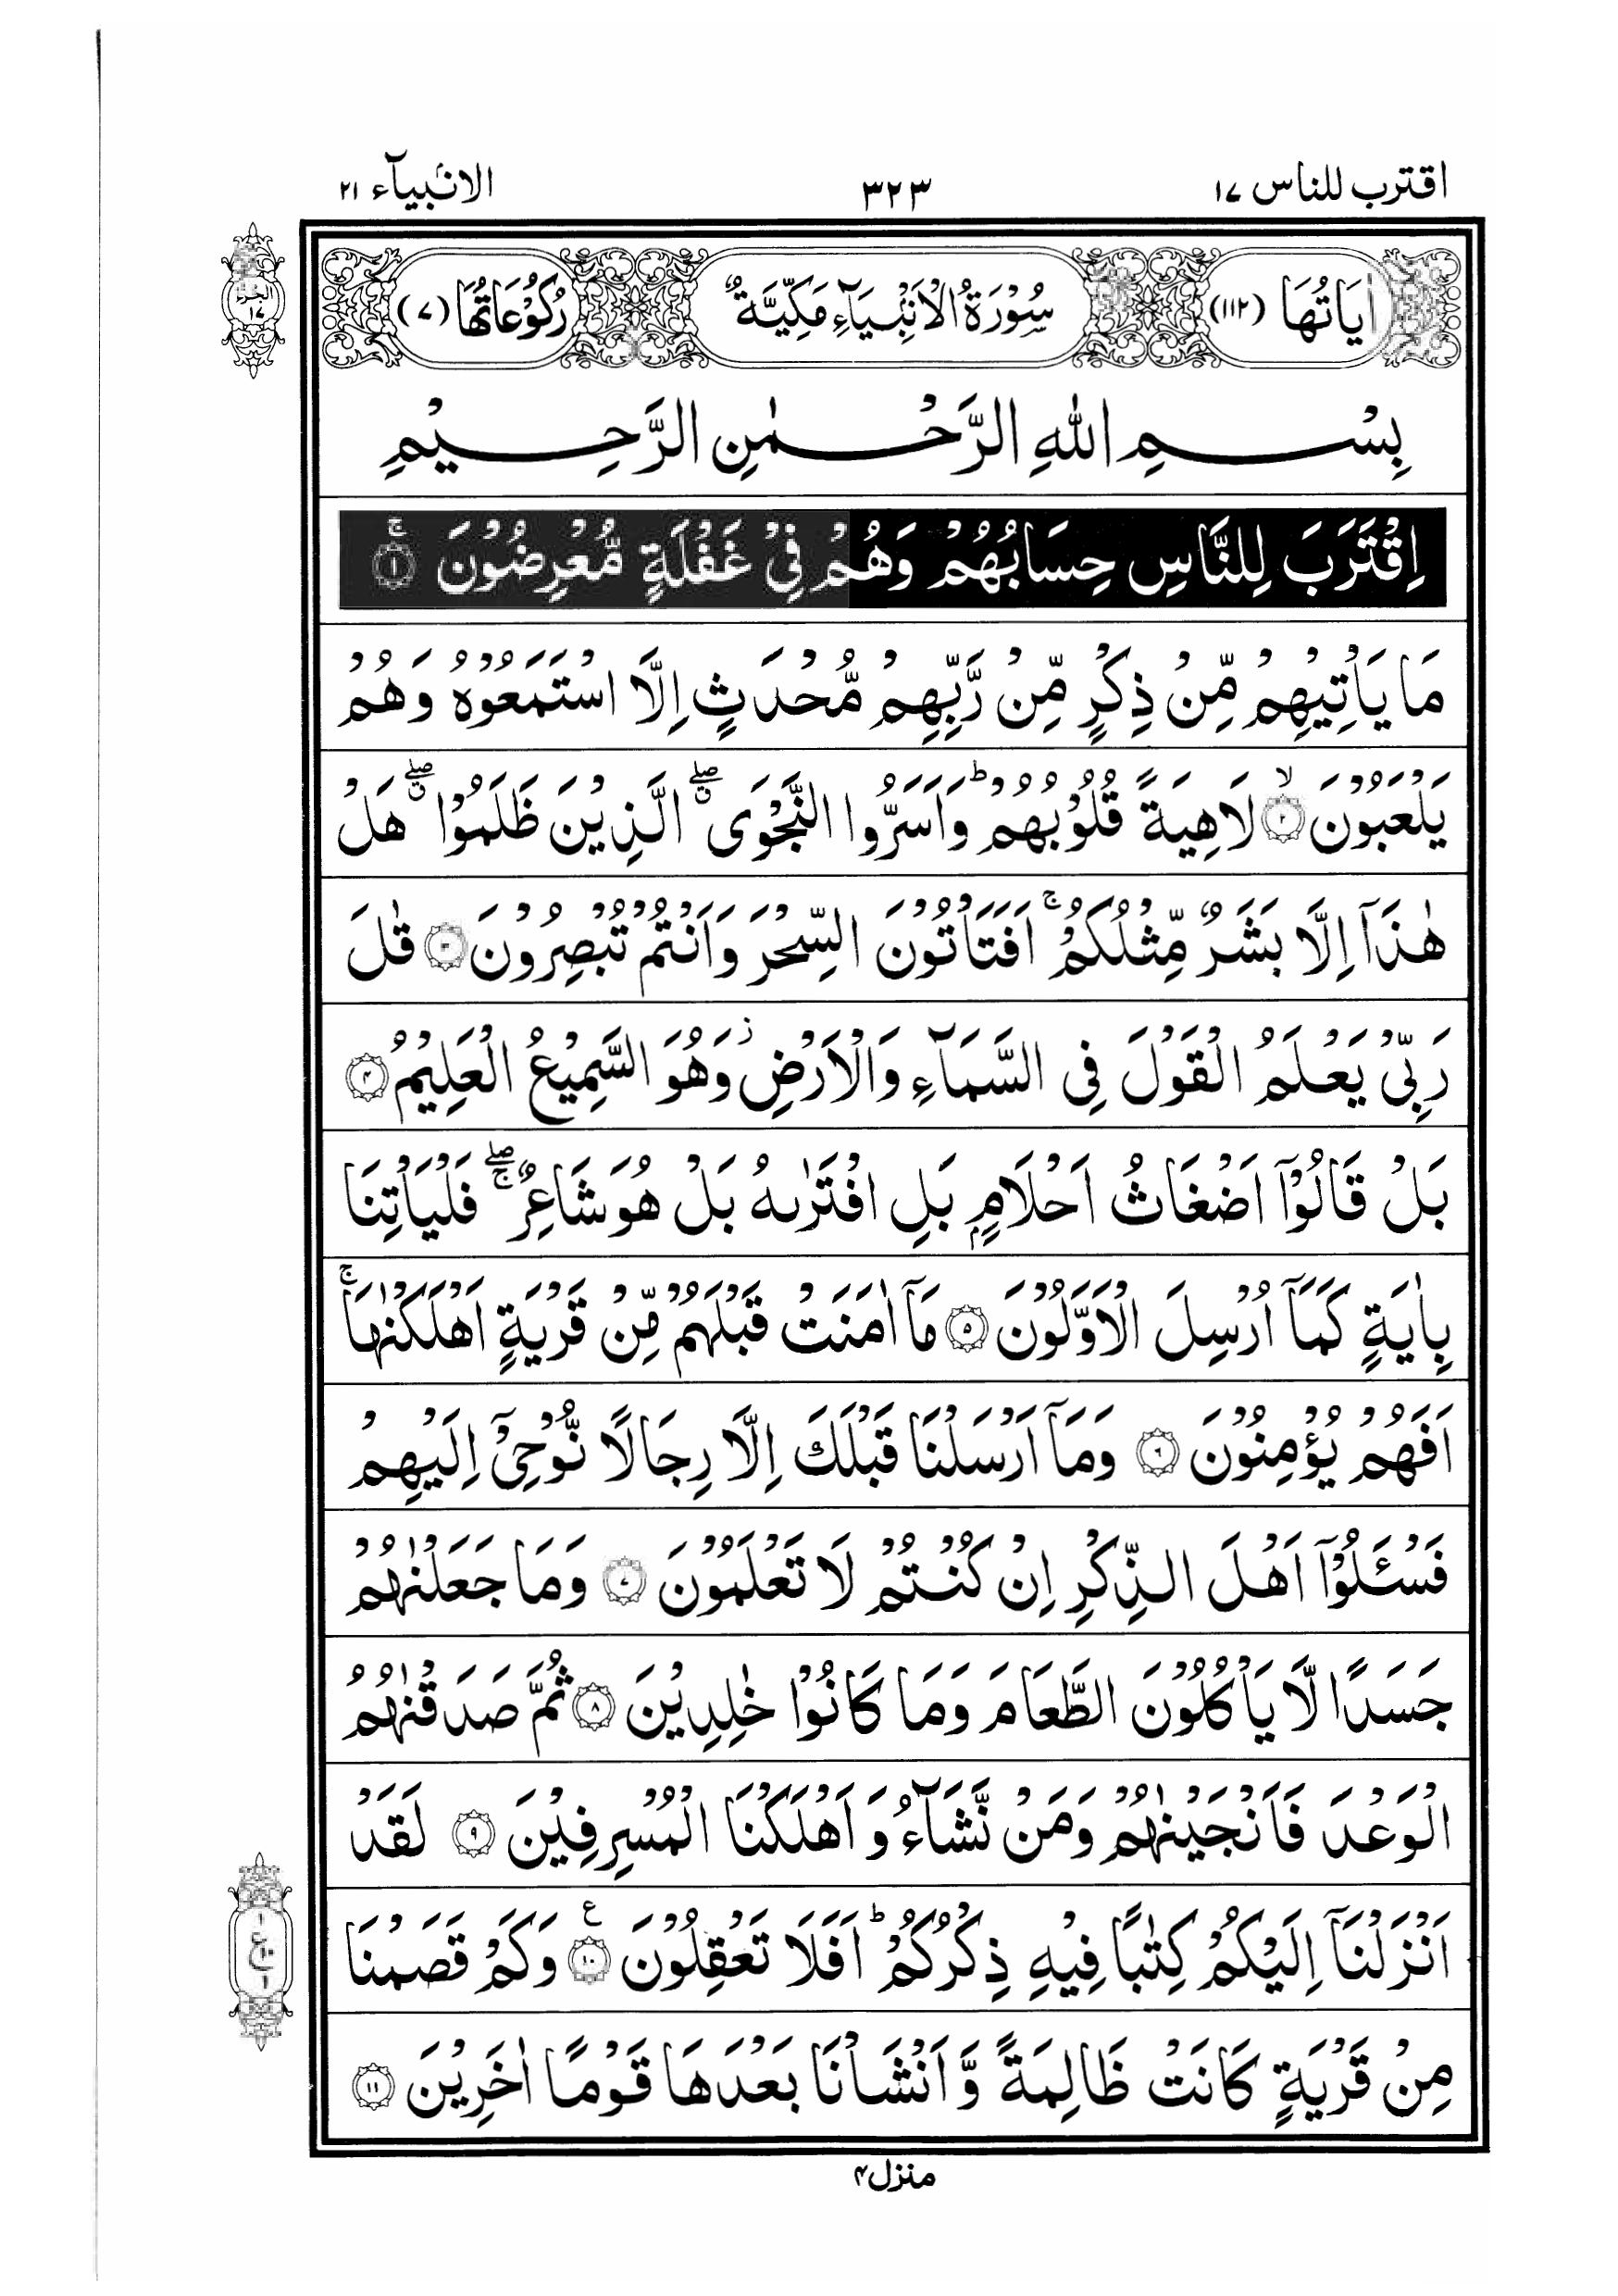 اقترب للناس ١٧
٣٢٣
الانبيآء ٢١
الجزء ١٧
اٰيَاتُهَا (١١٢)
سُوْرَةُ الْاَنْۢبِيَآءِ مَكِّيَّةٌ
رُكُوْعَاتُهَا (٧)
بِسْمِ اللّٰهِ الرَّحْمٰنِ الرَّحِيْمِ
اِقْتَرَبَ لِلنَّاسِ حِسَابُهُمْ وَهُمْ فِيْ غَفْلَةٍ مُّعْرِضُوْنَ ۚ ١
مَا يَاْتِيْهِمْ مِّنْ ذِكْرٍ مِّنْ رَّبِّهِمْ مُّحْدَثٍ اِلَّا اسْتَمَعُوْهُ وَهُمْ
يَلْعَبُوْنَ ۙ ٢ لَاهِيَةً قُلُوْبُهُمْ ؕ وَاَسَرُّوا النَّجْوَى ۖۗ الَّذِيْنَ ظَلَمُوْا ۖۗ هَلْ
هٰذَآ اِلَّا بَشَرٌ مِّثْلُكُمْ ۚ اَفَتَاْتُوْنَ السِّحْرَ وَاَنْتُمْ تُبْصِرُوْنَ ٣ قٰلَ
رَبِّيْ يَعْلَمُ الْقَوْلَ فِي السَّمَآءِ وَالْاَرْضِ ؗ وَهُوَ السَّمِيْعُ الْعَلِيْمُ ٤
بَلْ قَالُوْٓا اَضْغَاثُ اَحْلَامٍۭ بَلِ افْتَرٰىهُ بَلْ هُوَ شَاعِرٌ ۖۚ فَلْيَاْتِنَا
بِاٰيَةٍ كَمَآ اُرْسِلَ الْاَوَّلُوْنَ ٥ مَآ اٰمَنَتْ قَبْلَهُمْ مِّنْ قَرْيَةٍ اَهْلَكْنٰهَا ۚ
اَفَهُمْ يُؤْمِنُوْنَ ٦ وَمَآ اَرْسَلْنَا قَبْلَكَ اِلَّا رِجَالًا نُّوْحِيْٓ اِلَيْهِمْ
فَسْـَٔلُوْٓا اَهْلَ الذِّكْرِ اِنْ كُنْتُمْ لَا تَعْلَمُوْنَ ٧ وَمَا جَعَلْنٰهُمْ
جَسَدًا لَّا يَاْكُلُوْنَ الطَّعَامَ وَمَا كَانُوْا خٰلِدِيْنَ ٨ ثُمَّ صَدَقْنٰهُمُ
الْوَعْدَ فَاَنْجَيْنٰهُمْ وَمَنْ نَّشَآءُ وَاَهْلَكْنَا الْمُسْرِفِيْنَ ٩ لَقَدْ
اَنْزَلْنَآ اِلَيْكُمْ كِتٰبًا فِيْهِ ذِكْرُكُمْ ؕ اَفَلَا تَعْقِلُوْنَ ١٠ ع وَكَمْ قَصَمْنَا
مِنْ قَرْيَةٍ كَانَتْ ظَالِمَةً وَّاَنْشَاْنَا بَعْدَهَا قَوْمًا اٰخَرِيْنَ ١١
منزل ٤